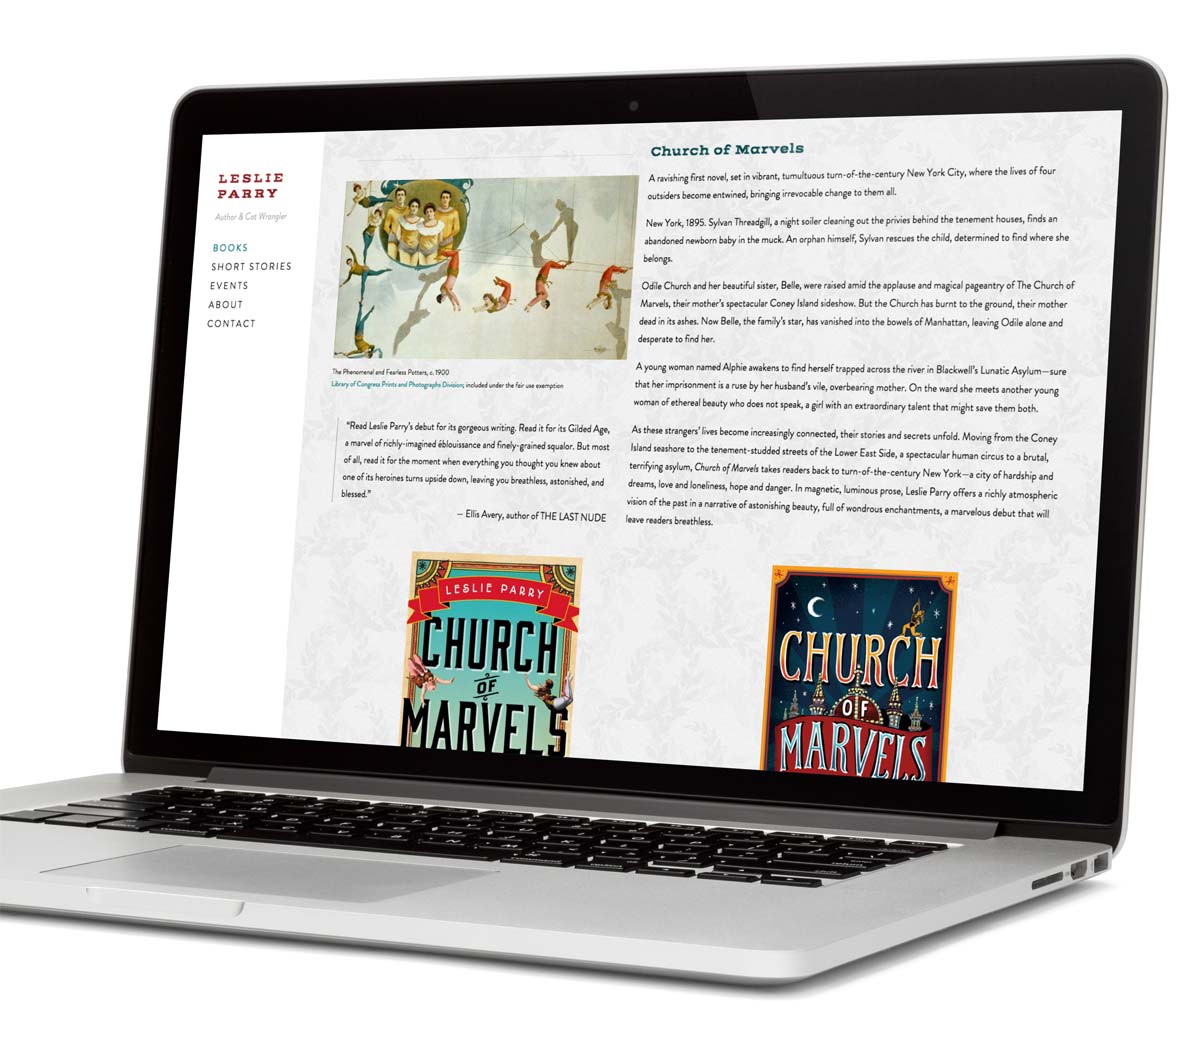 LESLIE
PARRY
Author & Cat Wrangler
BOOKS
SHORT STORIES
EVENTS
ABOUT
CONTACT
The Phenomenal and Fearless Potters, c. 1900
Library of Congress Prints and Photographs Division; included under the fair use exemption
"Read Leslie Parry's debut for its gorgeous writing. Read it for its Gilded Age,
a marvel of richly-imagined éblouissance and finely-grained squalor. But most
of all, read it for the moment when everything you thought you knew about
one of its heroines turns upside down, leaving you breathless, astonished, and
blessed."
— Ellis Avery, author of THE LAST NUDE
Church of Marvels
A ravishing first novel, set in vibrant, tumultuous turn-of-the-century New York City, where the lives of four
outsiders become entwined, bringing irrevocable change to them all.
New York, 1895. Sylvan Threadgill, a night soiler cleaning out the privies behind the tenement houses, finds an
abandoned newborn baby in the muck. An orphan himself, Sylvan rescues the child, determined to find where she
belongs.
Odile Church and her beautiful sister, Belle, were raised amid the applause and magical pageantry of The Church of
Marvels, their mother's spectacular Coney Island sideshow. But the Church has burnt to the ground, their mother
dead in its ashes. Now Belle, the family's star, has vanished into the bowels of Manhattan, leaving Odile alone and
desperate to find her.
A young woman named Alphie awakens to find herself trapped across the river in Blackwell's Lunatic Asylum—sure
that her imprisonment is a ruse by her husband's vile, overbearing mother. On the ward she meets another young
woman of ethereal beauty who does not speak, a girl with an extraordinary talent that might save them both.
As these strangers' lives become increasingly connected, their stories and secrets unfold. Moving from the Coney
Island seashore to the tenement-studded streets of the Lower East Side, a spectacular human circus to a brutal,
terrifying asylum, Church of Marvels takes readers back to turn-of-the-century New York—a city of hardship and
dreams, love and loneliness, hope and danger. In magnetic, luminous prose, Leslie Parry offers a richly atmospheric
vision of the past in a narrative of astonishing beauty, full of wondrous enchantments, a marvelous debut that will
leave readers breathless.
LESLIE PARRY
CHURCH
OF
MARVELS
CHURCH
OF
MARVELS